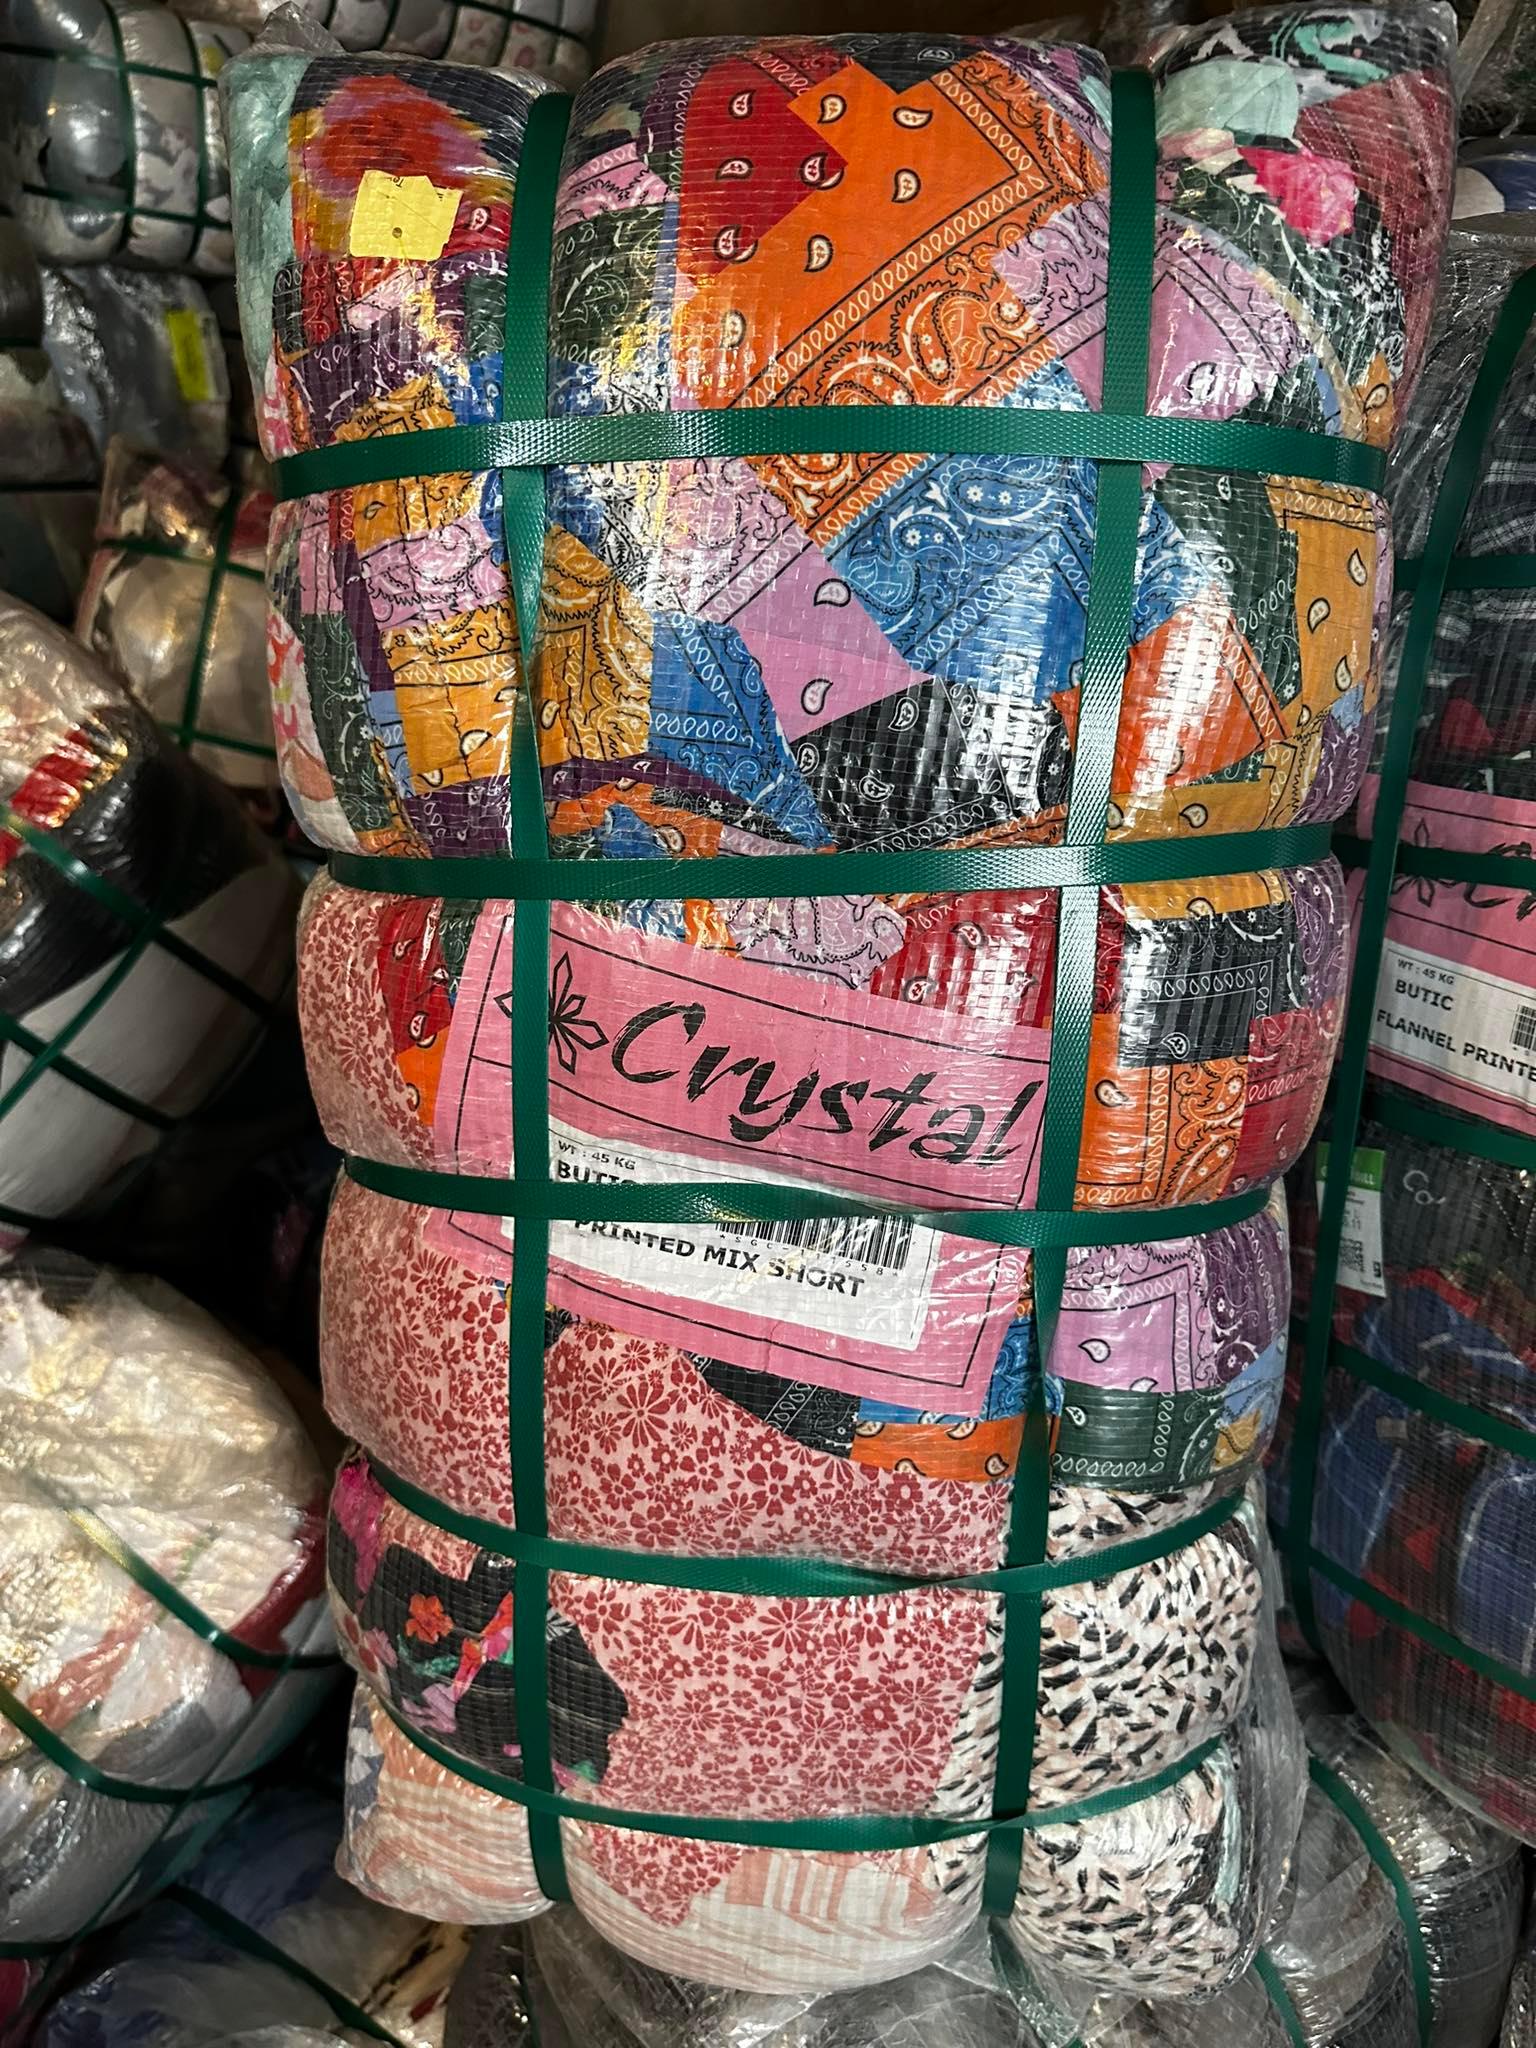 Crystal
WT : 45 KG
PRINTED MIX SHORT
WT : 45 KG
BUTIC
FLANNEL PRINTE